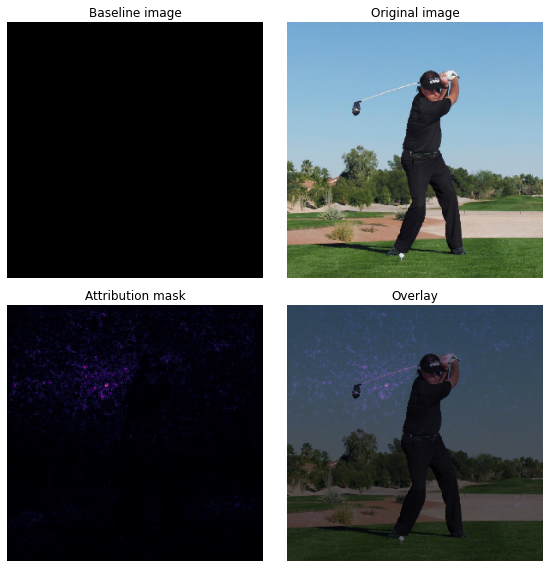 Baseline image
Original image
Attribution mask
Overlay